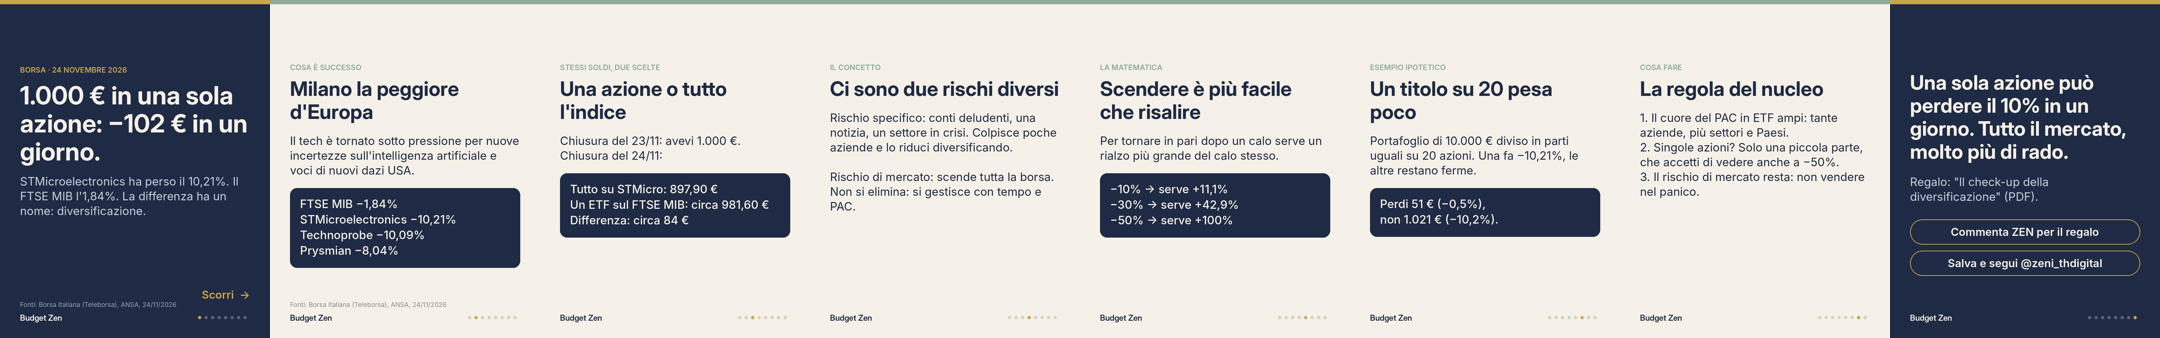 BORSA · 24 NOVEMBRE 2026
1.000 € in una sola
azione: −102 € in un
giorno.
STMicroelectronics ha perso il 10,21%. Il
FTSE MIB l'1,84%. La differenza ha un
nome: diversificazione.
Scorri →
Fonti: Borsa Italiana (Teleborsa), ANSA, 24/11/2026
Budget Zen
COSA È SUCCESSO
Milano la peggiore
d'Europa
Il tech è tornato sotto pressione per nuove
incertezze sull'intelligenza artificiale e
voci di nuovi dazi USA.
FTSE MIB −1,84%
STMicroelectronics −10,21%
Technoprobe −10,09%
Prysmian −8,04%
Fonti: Borsa Italiana (Teleborsa), ANSA, 24/11/2026
Budget Zen
STESSI SOLDI, DUE SCELTE
Una azione o tutto
l'indice
Chiusura del 23/11: avevi 1.000 €.
Chiusura del 24/11:
Tutto su STMicro: 897,90 €
Un ETF sul FTSE MIB: circa 981,60 €
Differenza: circa 84 €
Budget Zen
IL CONCETTO
Ci sono due rischi diversi
Rischio specifico: conti deludenti, una
notizia, un settore in crisi. Colpisce poche
aziende e lo riduci diversificando.
Rischio di mercato: scende tutta la borsa.
Non si elimina: si gestisce con tempo e
PAC.
Budget Zen
LA MATEMATICA
Scendere è più facile
che risalire
Per tornare in pari dopo un calo serve un
rialzo più grande del calo stesso.
−10% → serve +11,1%
−30% → serve +42,9%
−50% → serve +100%
Budget Zen
ESEMPIO IPOTETICO
Un titolo su 20 pesa
poco
Portafoglio di 10.000 € diviso in parti
uguali su 20 azioni. Una fa −10,21%, le
altre restano ferme.
Perdi 51 € (−0,5%),
non 1.021 € (−10,2%).
Budget Zen
COSA FARE
La regola del nucleo
1. Il cuore del PAC in ETF ampi: tante
aziende, più settori e Paesi.
2. Singole azioni? Solo una piccola parte,
che accetti di vedere anche a −50%.
3. Il rischio di mercato resta: non vendere
nel panico.
Budget Zen
Una sola azione può
perdere il 10% in un
giorno. Tutto il mercato,
molto più di rado.
Regalo: "Il check-up della
diversificazione" (PDF).
Commenta ZEN per il regalo
Salva e segui @zeni_thdigital
Budget Zen